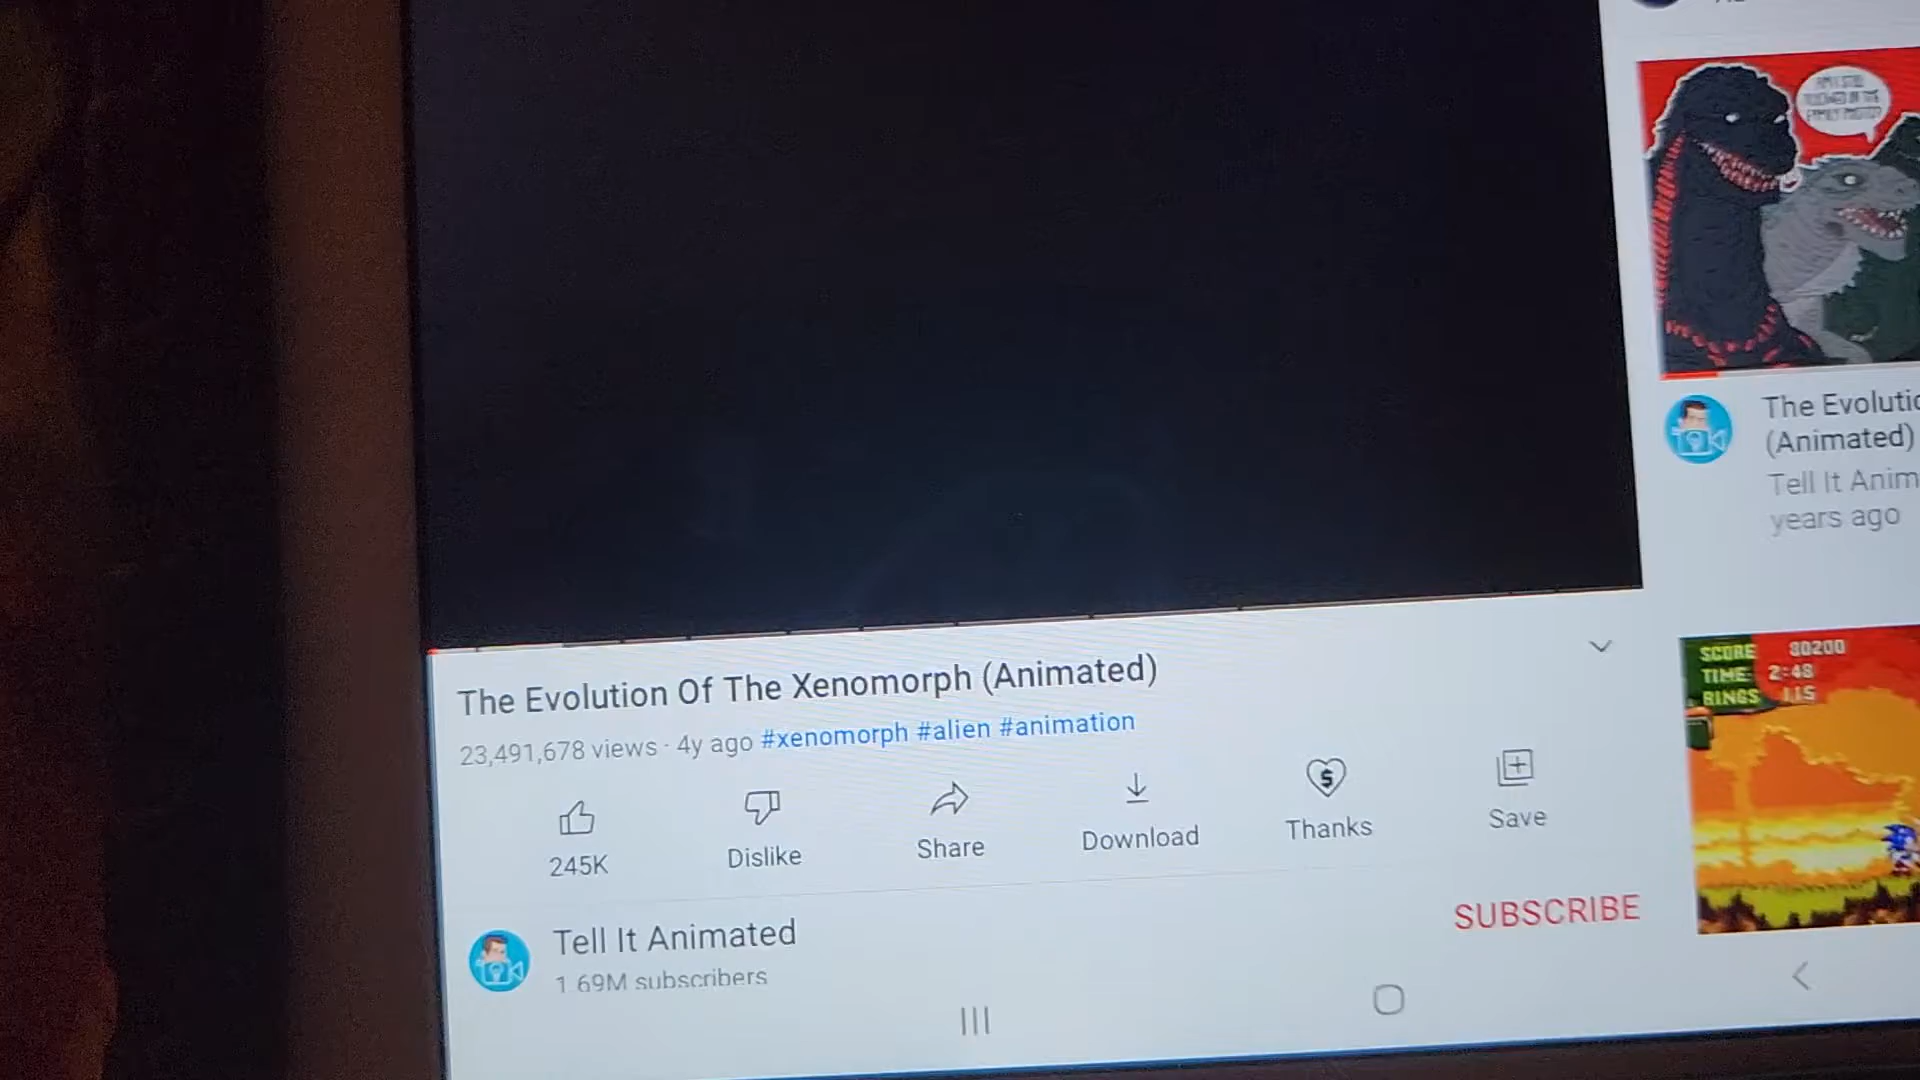 The Evolution Of The Xenomorph (Animated)
23,491,678 views · 4y ago #xenomorph #alien #animation
245K
Dislike
Share
Download
Thanks
Save
Tell It Animated
1.69M subscribers
SUBSCRIBE
The Evolutio
(Animated)
Tell It Anim
years ago
SCORE 80200
TIME 2:48
RINGS 115